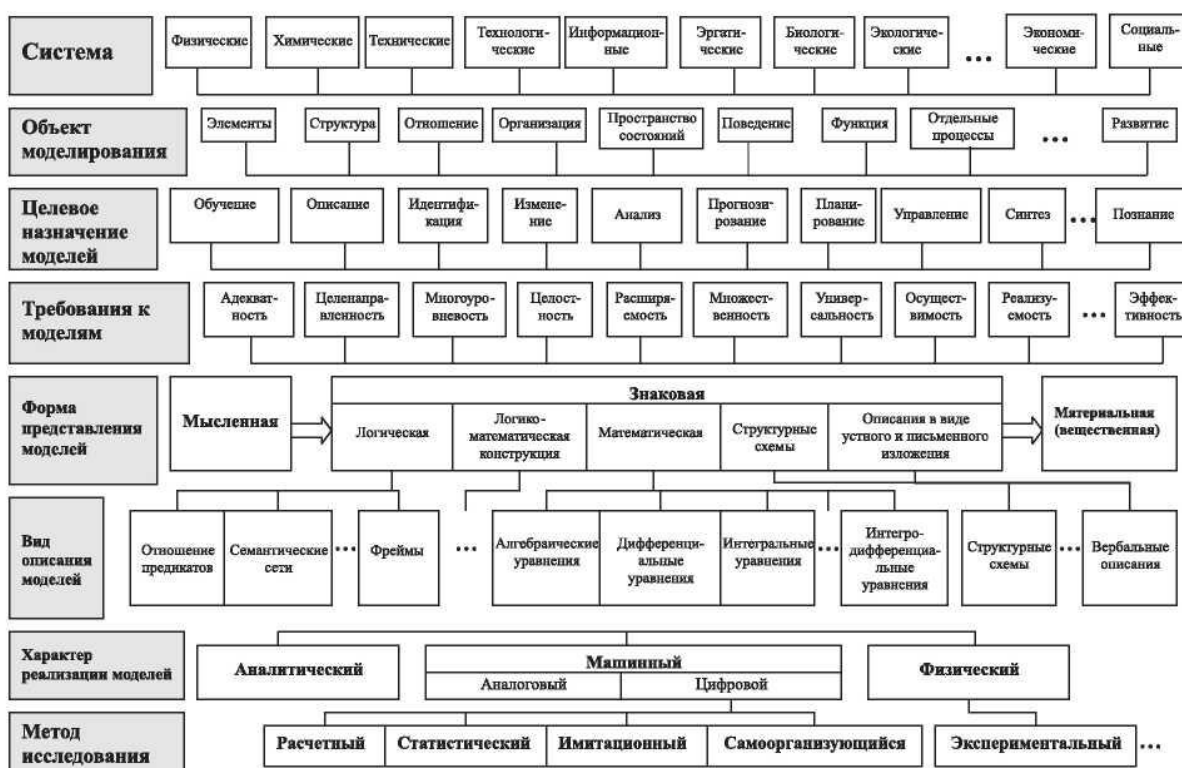 Система
Физические
Химические
Технические
Технологи-
ческие
Информацион-
ные
Эрганти-
ческие
Биологи-
ческие
Экологиче-
ские
...
Экономи-
ческие
Социаль-
ные
Объект
моделирования
Элементы
Структура
Отношение
Организация
Пространство
состояний
Поведение
Функция
Отдельные
процессы
...
Развитие
Целевое
назначение
моделей
Обучение
Описание
Идентифи-
кация
Измене-
ние
Анализ
Прогнози-
рование
Плани-
рование
Управление
Синтез
...
Познание
Требования к
моделям
Адекват-
ность
Целенапра-
вленность
Многоуро-
вневость
Целост-
ность
Расширя-
емость
Множест-
венность
Универ-
сальность
Осущест-
вимость
Реализу-
емость
...
Эффек-
тивность
Форма
представления
моделей
Мысленная
Знаковая
Логическая
Логико-
математическая
конструкция
Математическая
Структурные
схемы
Описания в виде
устного и письменного
изложения
Материальная
(вещественная)
Вид
описания
моделей
Отношение
предикатов
Семантические
сети
...
Фреймы
...
Алгебраические
уравнения
Дифференци-
альные
уравнения
Интегральные
уравнения
...
Интегро-
дифференци-
альные
уравнения
Структурные
схемы
...
Вербальные
описания
Характер
реализации моделей
Аналитический
Машинный
Аналоговый
Цифровой
Физический
Метод
исследования
Расчетный
Статистический
Имитационный
Самоорганизующийся
Экспериментальный
...